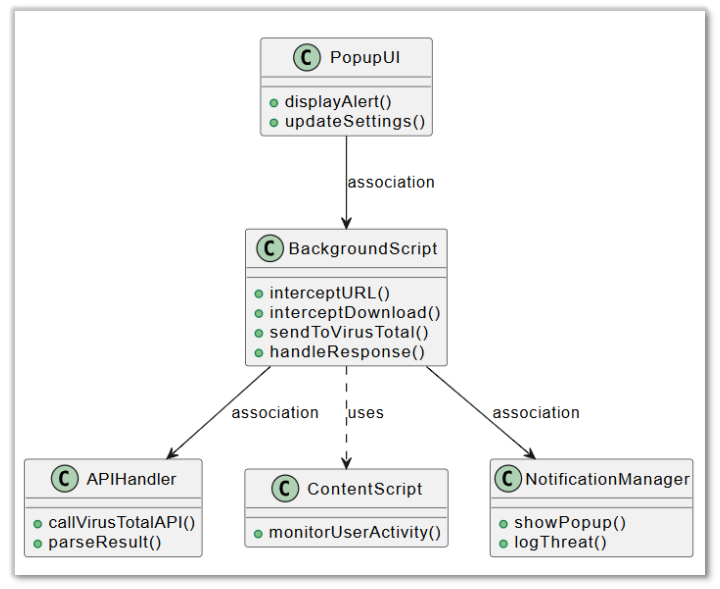 C PopupUI
displayAlert()
updateSettings()
association
C BackgroundScript
interceptURL()
interceptDownload()
sendToVirusTotal()
handleResponse()
association
uses
association
C APIHandler
callVirusTotalAPI()
parseResult()
C ContentScript
monitorUserActivity()
C NotificationManager
showPopup()
logThreat()